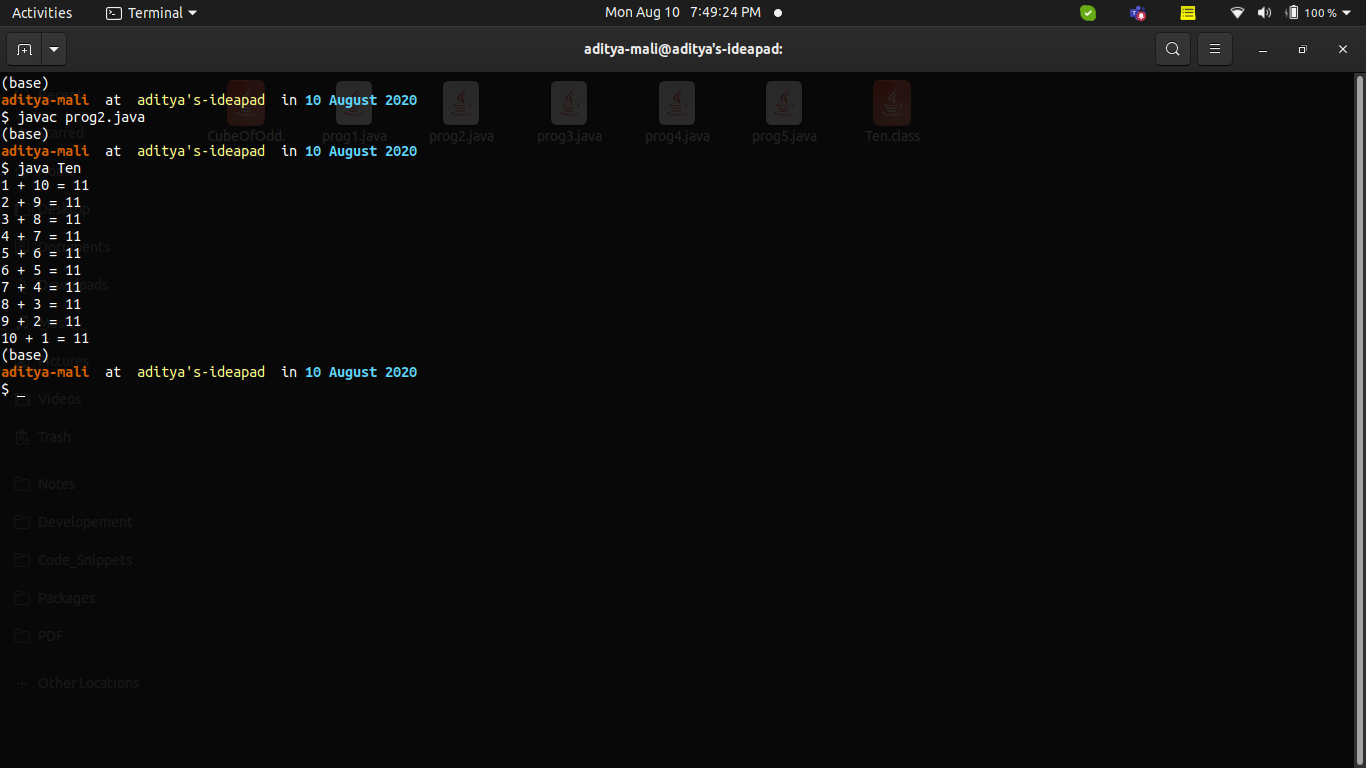 Activities Terminal Mon Aug 10 7:49:24 PM 100 %
aditya-mali@aditya's-ideapad:
(base)
aditya-mali at aditya's-ideapad in 10 August 2020
$ javac prog2.java
(base)
aditya-mali at aditya's-ideapad in 10 August 2020
$ java Ten
1 + 10 = 11
2 + 9 = 11
3 + 8 = 11
4 + 7 = 11
5 + 6 = 11
6 + 5 = 11
7 + 4 = 11
8 + 3 = 11
9 + 2 = 11
10 + 1 = 11
(base)
aditya-mali at aditya's-ideapad in 10 August 2020
$ _
CubeOfOdd. prog1.java prog2.java prog3.java prog4.java prog5.java Ten.class
Videos
Trash
Notes
Developement
Code_Snippets
Packages
PDF
Other Locations